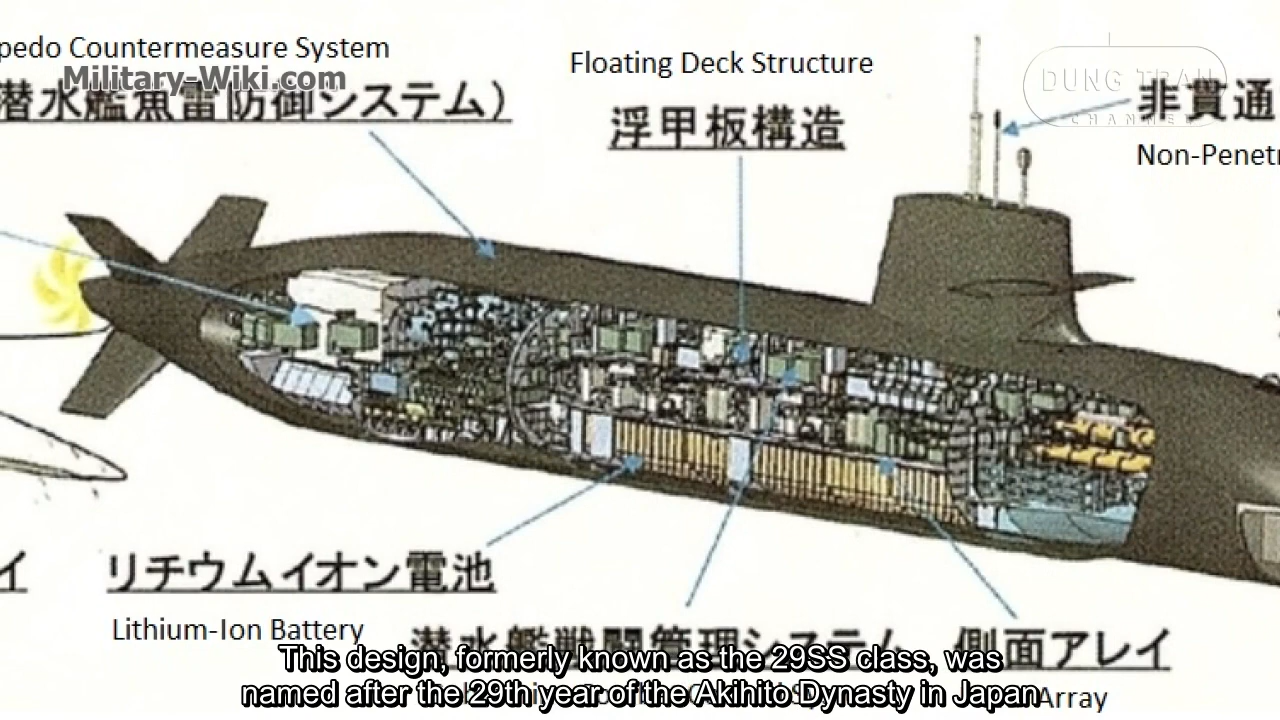 pedo Countermeasure System
Military-Wiki.com
潜水艦魚雷防御システム）
Floating Deck Structure
浮甲板構造
DUNG TRAN
CHANNEL
非貫通
Non-Penetr
リチウムイオン電池
Lithium-Ion Battery
潜水艦戦闘管理システム
側面アレイ
Array
イ
This design, formerly known as the 29SS class, was
named after the 29th year of the Akihito Dynasty in Japan